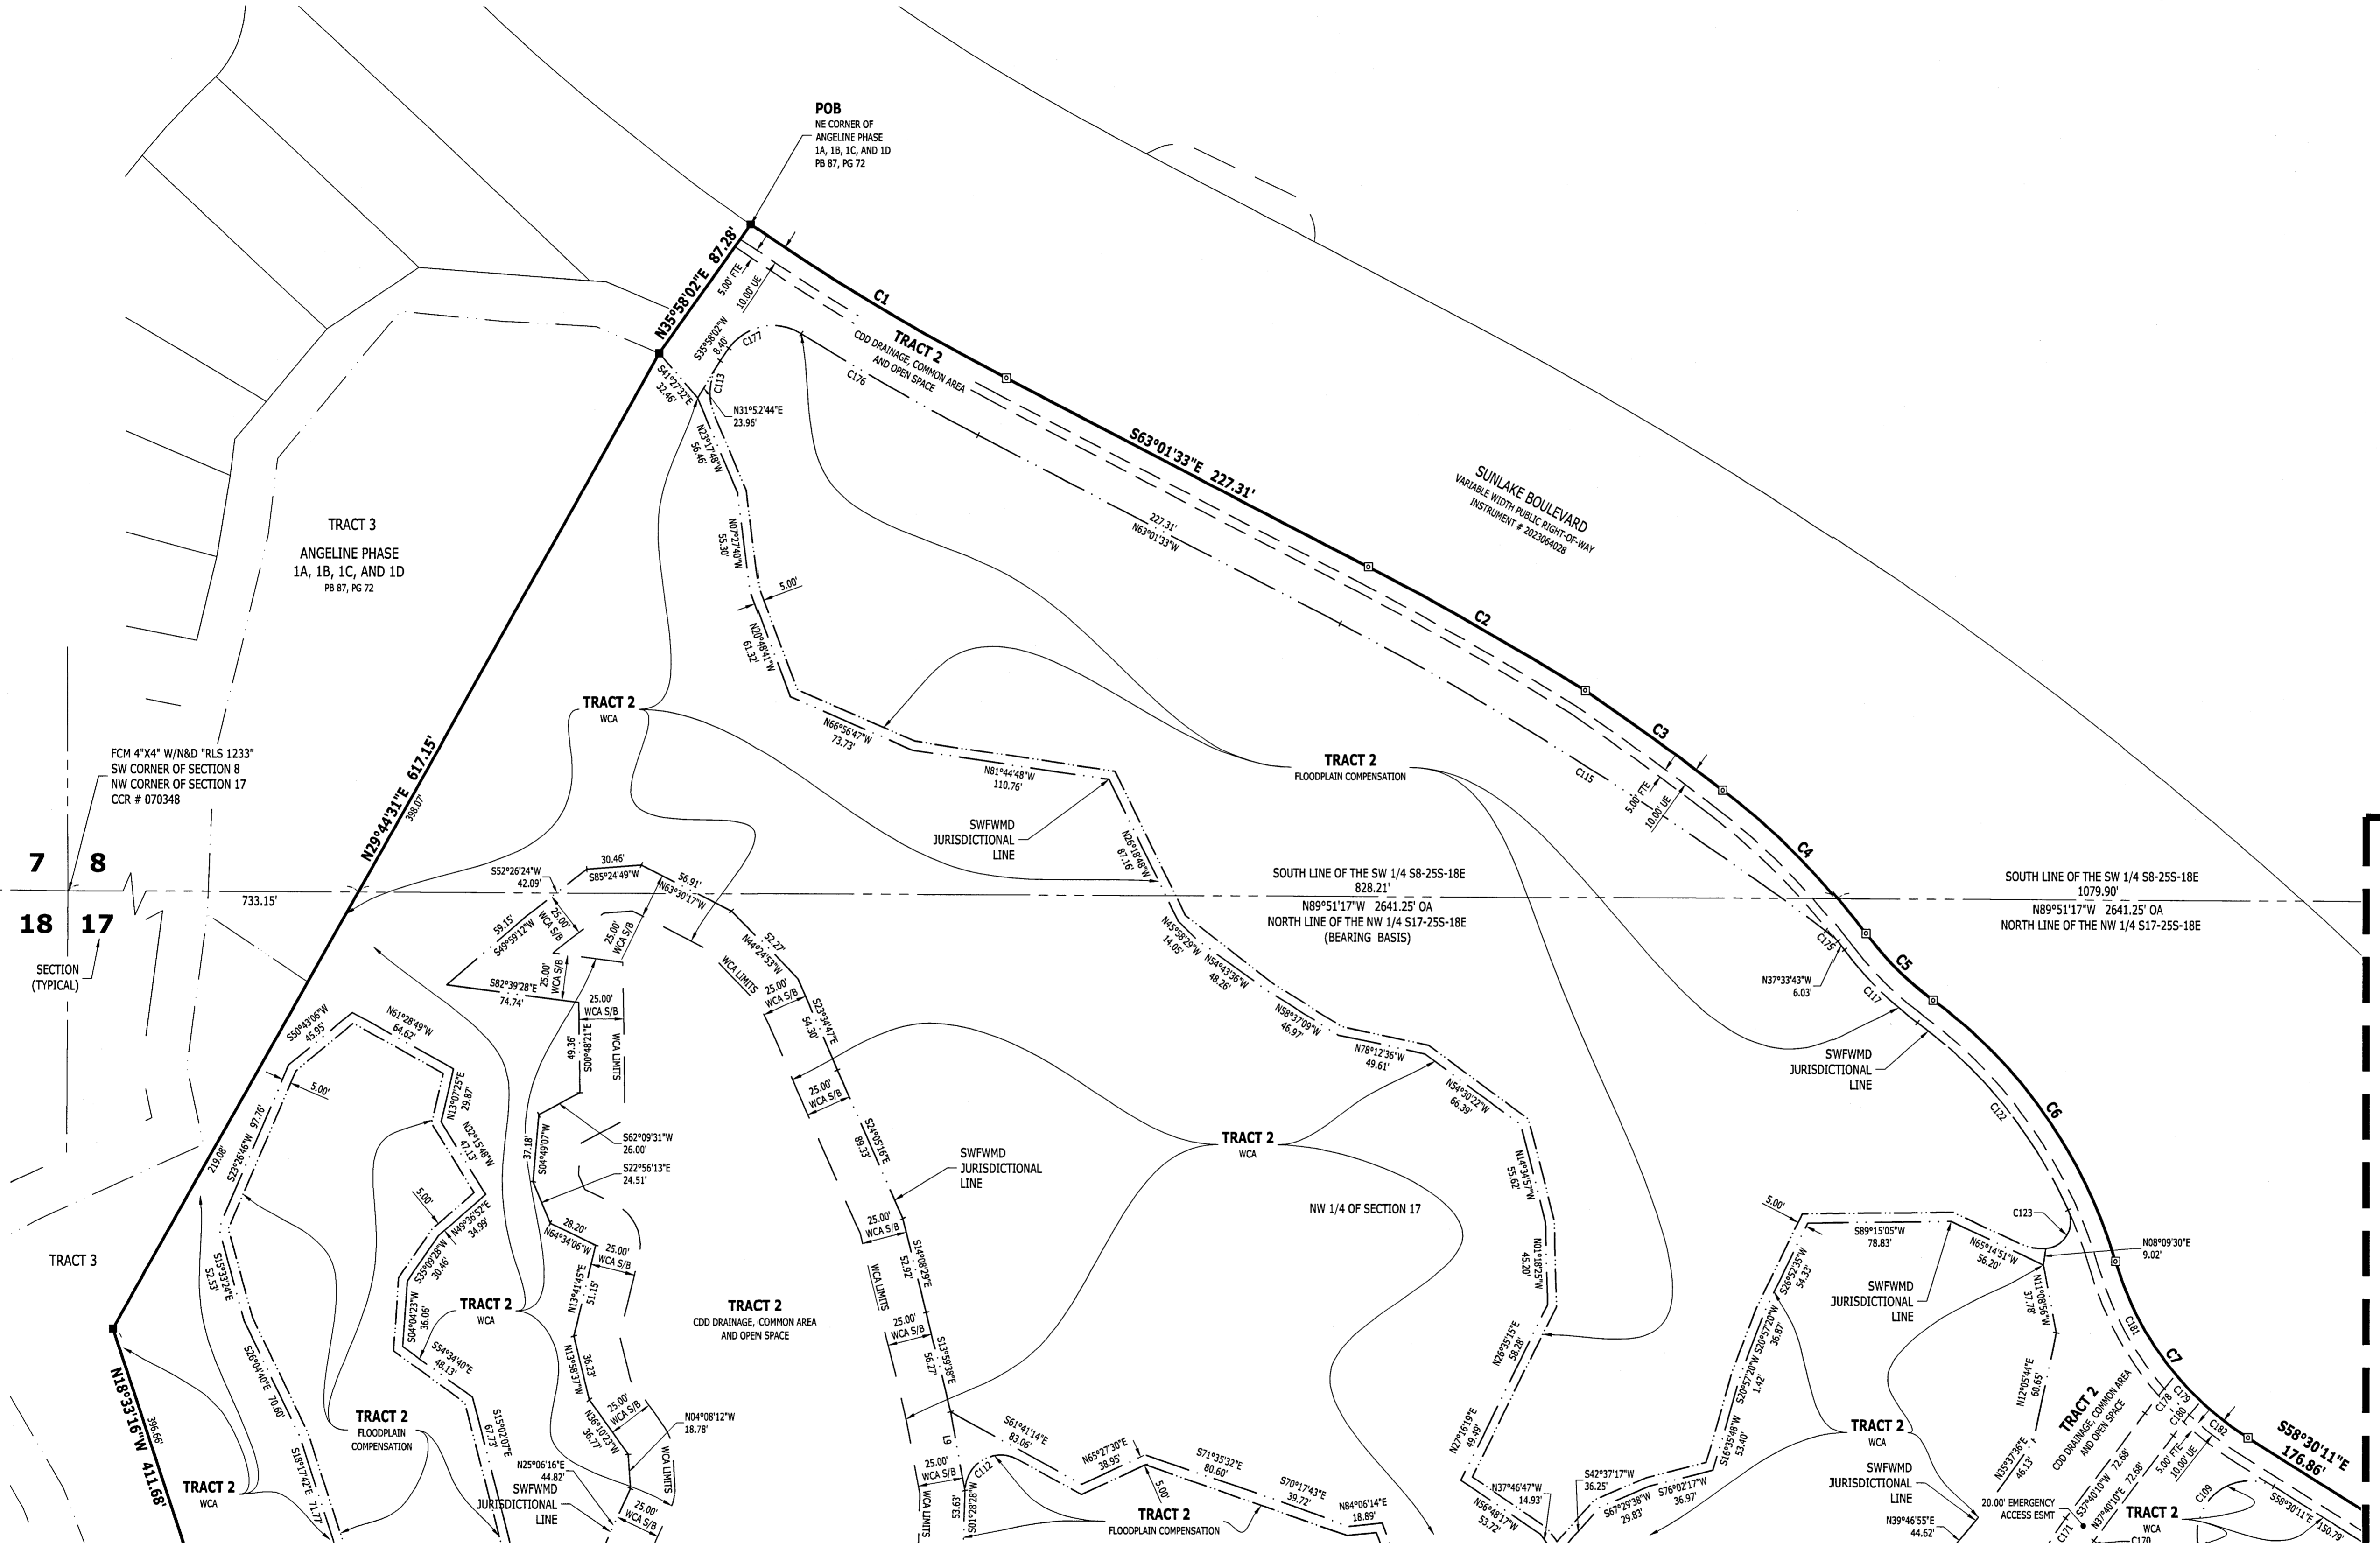 POB
NE CORNER OF
ANGELINE PHASE
1A, 1B, 1C, AND 1D
PB 87, PG 72
N35°58'02"E 87.28'
5.00' FTE
10.00' UE
C1
TRACT 2
CDD DRAINAGE, COMMON AREA
AND OPEN SPACE
S35°58'02"W
8.40'
C177
C113
C176
S41°27'32"E
32.46'
N31°52'44"E
23.96'
N23°17'48"W
56.46'
S63°01'33"E 227.31'
227.31'
N63°01'33"W
SUNLAKE BOULEVARD
VARIABLE WIDTH PUBLIC RIGHT-OF-WAY
INSTRUMENT # 2023064028
TRACT 3
ANGELINE PHASE
1A, 1B, 1C, AND 1D
PB 87, PG 72
N07°27'40"W
55.30'
5.00'
N20°48'41"W
61.32'
C2
C3
TRACT 2
WCA
N66°56'47"W
73.73'
N81°44'48"W
110.76'
TRACT 2
FLOODPLAIN COMPENSATION
C115
5.00' FTE
10.00' UE
FCM 4"X4" W/N&D "RLS 1233"
SW CORNER OF SECTION 8
NW CORNER OF SECTION 17
CCR # 070348
N29°44'31"E 617.15'
398.07'
SWFWMD
JURISDICTIONAL
LINE
N26°18'48"W
87.16'
C4
7
8
18
17
733.15'
SECTION
(TYPICAL)
S52°26'24"W
42.09'
30.46'
S85°24'49"W
56.91'
N63°30'17"W
SOUTH LINE OF THE SW 1/4 S8-25S-18E
828.21'
N89°51'17"W 2641.25' OA
NORTH LINE OF THE NW 1/4 S17-25S-18E
(BEARING BASIS)
SOUTH LINE OF THE SW 1/4 S8-25S-18E
1079.90'
N89°51'17"W 2641.25' OA
NORTH LINE OF THE NW 1/4 S17-25S-18E
59.15'
S49°59'12"W
25.00'
WCA S/B
25.00'
WCA S/B
52.27'
N44°24'53"W
WCA LIMITS
N45°58'29"W
14.05'
N54°43'36"W
48.26'
C175
C5
N37°33'43"W
6.03'
C117
25.00'
WCA S/B
S82°39'28"E
74.74'
25.00'
WCA S/B
25.00'
WCA S/B
S23°34'47"E
54.30'
N58°37'09"W
46.97'
N78°12'36"W
49.61'
S50°43'06"W
45.95'
N61°28'49"W
64.62'
49.36'
S00°48'21"E
WCA LIMITS
SWFWMD
JURISDICTIONAL
LINE
5.00'
N13°07'25"E
29.87'
25.00'
WCA S/B
N54°30'22"W
66.39'
C122
C6
S23°26'46"W 97.76'
219.08'
N32°15'48"W
47.13'
37.18'
S04°49'07"W
S62°09'31"W
26.00'
S24°05'16"E
89.33'
TRACT 2
WCA
SWFWMD
JURISDICTIONAL
LINE
S22°56'13"E
24.51'
N14°34'57"W
55.62'
5.00'
N49°36'52"E
34.99'
28.20'
N64°34'06"W
25.00'
WCA S/B
25.00'
WCA S/B
NW 1/4 OF SECTION 17
5.00'
S89°15'05"W
78.83'
C123
N65°14'51"W
56.20'
N08°09'30"E
9.02'
TRACT 3
S15°33'24"E
52.53'
S35°09'28"W
30.46'
S14°08'29"E
52.92'
WCA LIMITS
N01°18'25"W
45.20'
S26°52'35"W
54.33'
SWFWMD
JURISDICTIONAL
LINE
N11°08'56"W
37.78'
TRACT 2
WCA
S04°04'23"W
36.06'
N13°41'45"E
51.15'
TRACT 2
CDD DRAINAGE, COMMON AREA
AND OPEN SPACE
25.00'
WCA S/B
C181
S20°57'20"W
36.87'
S20°57'20"W
1.42'
N26°35'15"E
58.28'
S26°04'40"E 70.60'
S54°34'40"E
48.13'
N13°58'37"W
36.23'
S13°59'38"E
56.27'
C7
N12°05'44"E
60.65'
N18°33'16"W 411.68'
396.66'
TRACT 2
FLOODPLAIN
COMPENSATION
S15°02'07"E
67.73'
25.00'
WCA S/B
N36°10'23"W
36.77'
N04°08'12"W
18.78'
L9
S61°41'14"E
83.06'
N65°27'30"E
38.95'
S71°35'32"E
80.60'
N27°16'19"E
49.49'
S16°35'48"W
53.40'
TRACT 2
WCA
TRACT 2
CDD DRAINAGE, COMMON AREA
AND OPEN SPACE
C178
C179
C180
C182
S58°30'11"E
176.86'
S18°17'42"E 71.77'
TRACT 2
WCA
N25°06'16"E
44.82'
SWFWMD
JURISDICTIONAL
LINE
WCA LIMITS
25.00'
WCA S/B
25.00'
WCA S/B
C112
5.00'
S70°17'43"E
39.72'
N84°06'14"E
18.89'
N56°48'17"W
53.72'
N37°46'47"W
14.93'
S42°37'17"W
36.25'
S67°29'38"W
29.83'
S76°02'17"W
36.97'
SWFWMD
JURISDICTIONAL
LINE
N35°37'36"E
46.13'
5.00' FTE
10.00' UE
C109
WCA LIMITS
53.63'
S01°28'28"W
TRACT 2
FLOODPLAIN COMPENSATION
N39°46'55"E
44.62'
20.00' EMERGENCY
ACCESS ESMT
S37°40'10"W 72.68'
N37°40'10"E 72.68'
C171
C170
TRACT 2
WCA
S58°30'11"E 150.79'